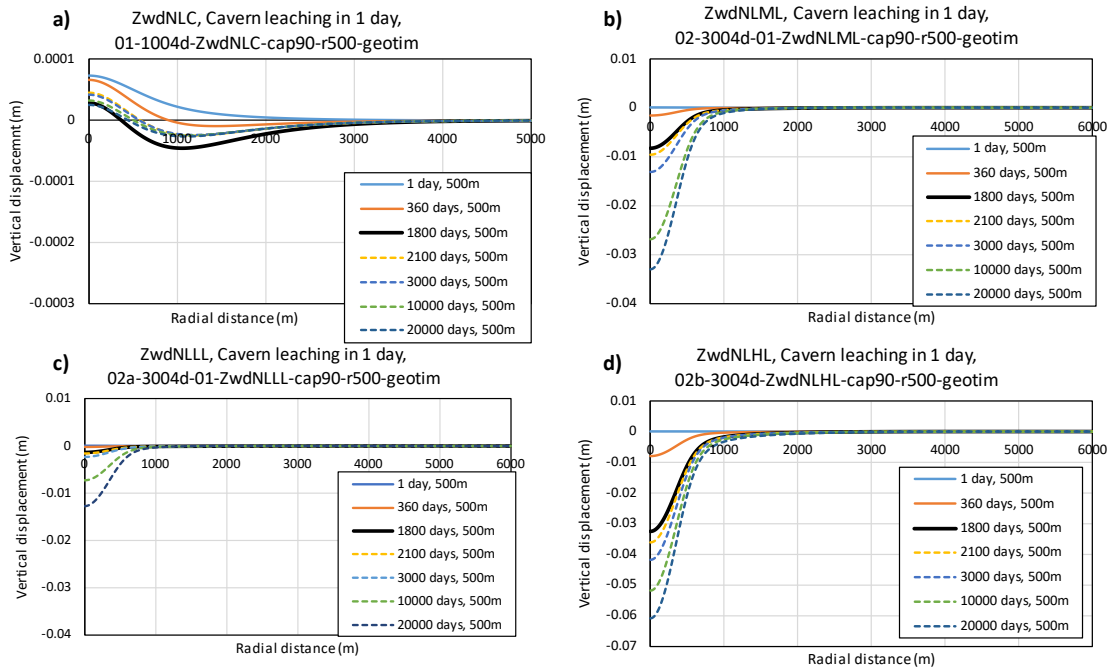 a)
ZwdNLC, Cavern leaching in 1 day,
01-1004d-ZwdNLC-cap90-r500-geotim
0.0001
0
-0.0001
-0.0002
-0.0003
0
1000
2000
3000
4000
5000
Vertical displacemnt (m)
Radial distance (m)
1 day, 500m
360 days, 500m
1800 days, 500m
2100 days, 500m
3000 days, 500m
10000 days, 500m
20000 days, 500m
b)
ZwdNLML, Cavern leaching in 1 day,
02-3004d-01-ZwdNLML-cap90-r500-geotim
0.01
0
-0.01
-0.02
-0.03
-0.04
0
1000
2000
3000
4000
5000
6000
Vertical displacement (m)
Radial distance (m)
1 day, 500m
360 days, 500m
1800 days, 500m
2100 days, 500m
3000 days, 500m
10000 days, 500m
20000 days, 500m
c)
ZwdNLLL, Cavern leaching in 1 day,
02a-3004d-01-ZwdNLLL-cap90-r500-geotim
0.01
0
-0.01
-0.02
-0.03
-0.04
0
1000
2000
3000
4000
5000
6000
Vertical displacement (m)
Radial distance (m)
1 day, 500m
360 days, 500m
1800 days, 500m
2100 days, 500m
3000 days, 500m
10000 days, 500m
20000 days, 500m
d)
ZwdNLHL, Cavern leaching in 1 day,
02b-3004d-ZwdNLHL-cap90-r500-geotim
0.01
0
-0.01
-0.02
-0.03
-0.04
-0.05
-0.06
-0.07
0
1000
2000
3000
4000
5000
6000
Vertical displacement (m)
Radial distance (m)
1 day, 500m
360 days, 500m
1800 days, 500m
2100 days, 500m
3000 days, 500m
10000 days, 500m
20000 days, 500m